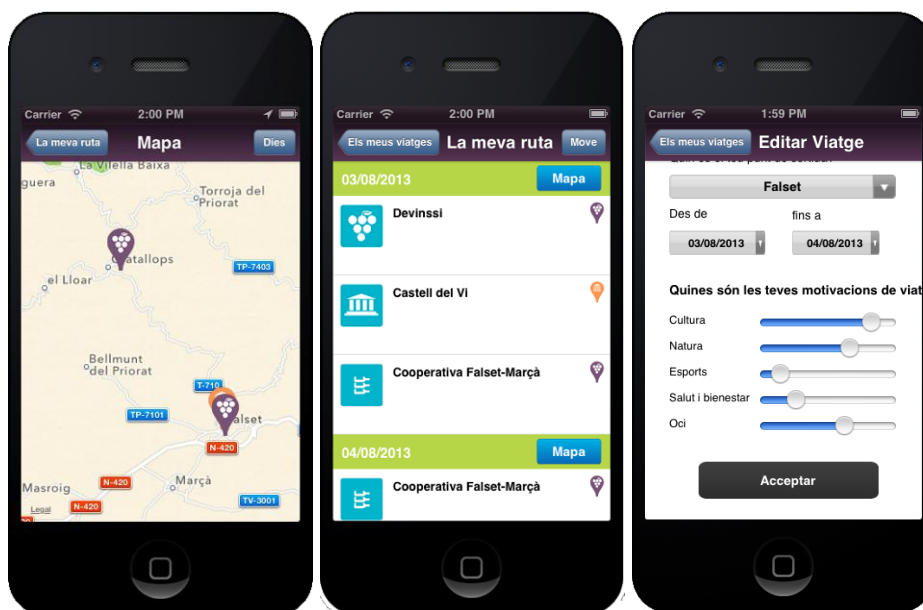 Carrier 2:00 PM
La meva ruta Mapa Dies
La Vilella Baixa
guera
Torroja del
Priorat
Gratallops
TP-7403
el Lloar
Bellmunt
del Priorat
T-710
TP-7101
Falset
N-420
Masroig
N-420
Marçà
Legal
N-420
TV-3001
Carrier 2:00 PM
Els meus viatges La meva ruta Move
03/08/2013 Mapa
Devinssi
Castell del Vi
Cooperativa Falset-Marçà
04/08/2013 Mapa
Cooperativa Falset-Marçà
Carrier 1:59 PM
Els meus viatges Editar Viatge
Falset
Des de fins a
03/08/2013 04/08/2013
Quines són les teves motivacions de viat
Cultura
Natura
Esports
Salut i bienestar
Oci
Acceptar